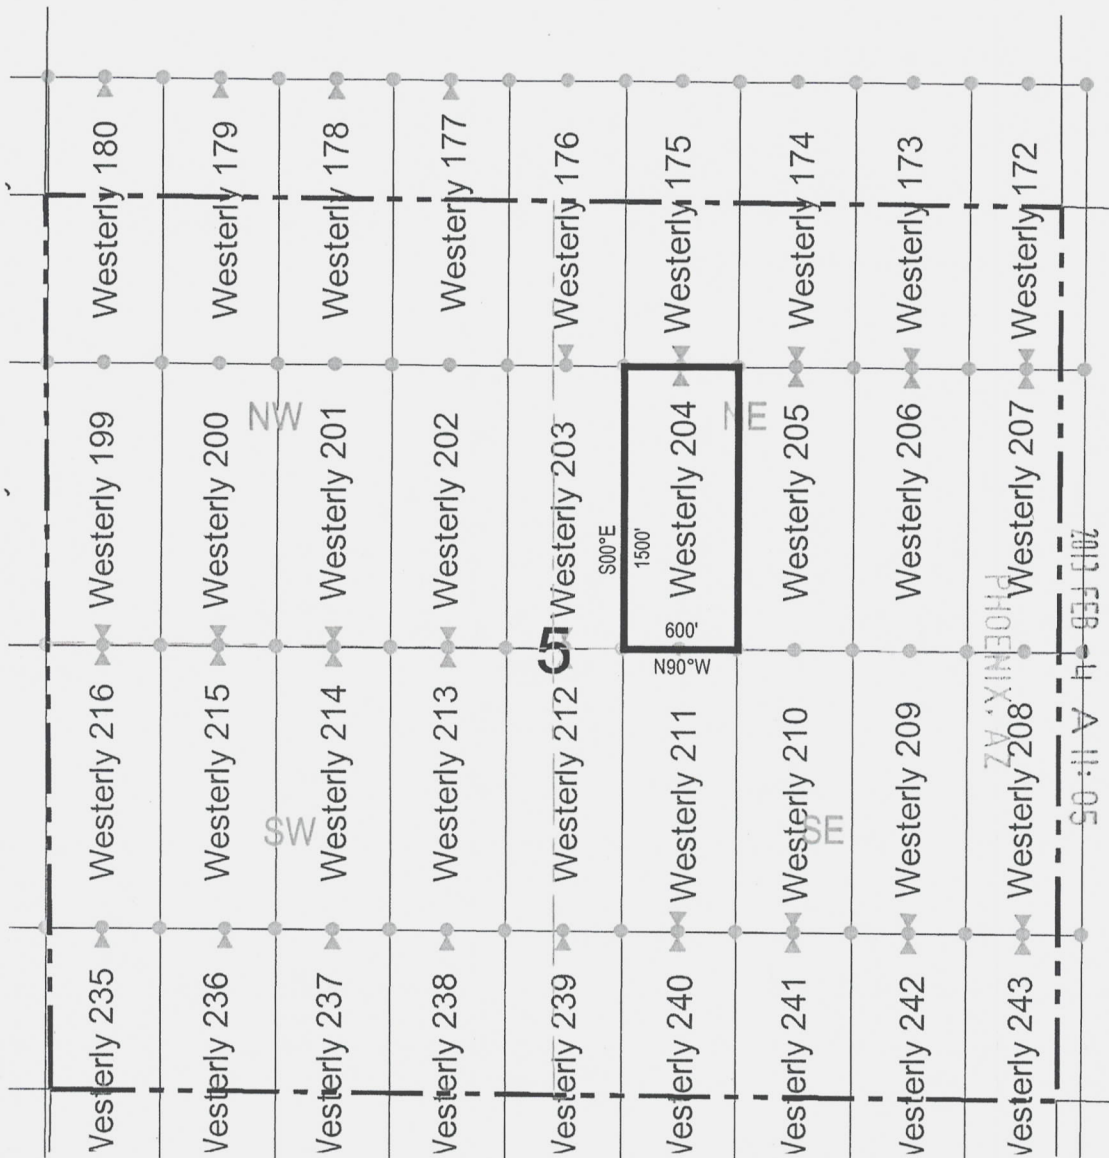 Westerly 180
Westerly 179
Westerly 178
Westerly 177
Westerly 176
Westerly 175
Westerly 174
Westerly 173
Westerly 172
Westerly 199
Westerly 200
NW
Westerly 201
Westerly 202
Westerly 203
S00°E
1500'
Westerly 204
600'
N90°W
NE
Westerly 205
Westerly 206
Westerly 207
5
Westerly 216
Westerly 215
SW
Westerly 214
Westerly 213
Westerly 212
Westerly 211
Westerly 210
SE
Westerly 209
Westerly 208
PHOENIX, AZ
2013 FEB -4 A 11:05
Westerly 235
Westerly 236
Westerly 237
Westerly 238
Westerly 239
Westerly 240
Westerly 241
Westerly 242
Westerly 243